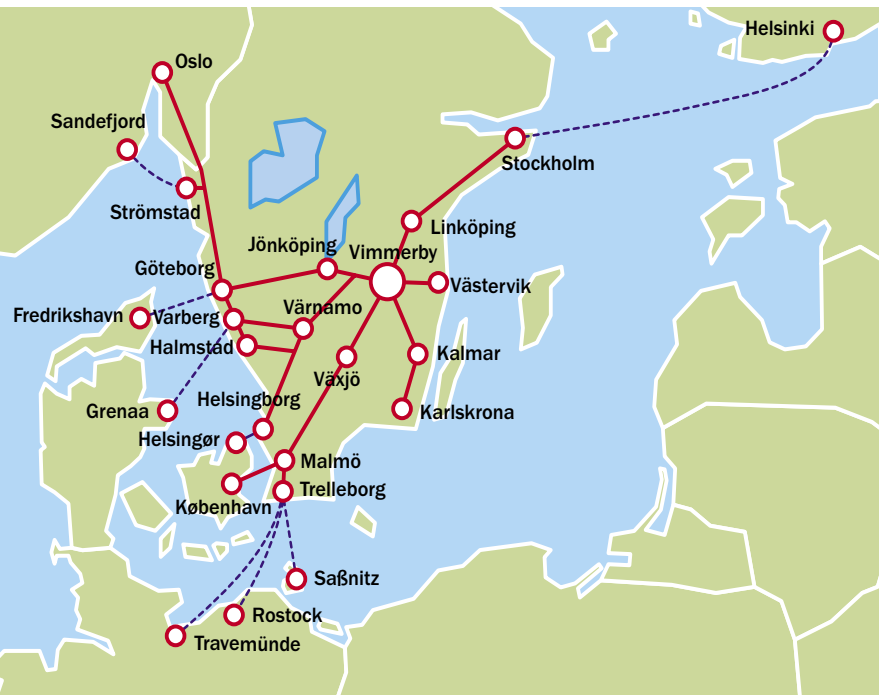 Helsinki
Oslo
Sandefjord
Stockholm
Strömstad
Linköping
Jönköping
Vimmerby
Göteborg
Västervik
Fredrikshavn
Varberg
Värnamo
Halmstad
Kalmar
Växjö
Helsingborg
Grenaa
Karlskrona
Helsingør
Malmö
Trelleborg
København
Saßnitz
Rostock
Travemünde